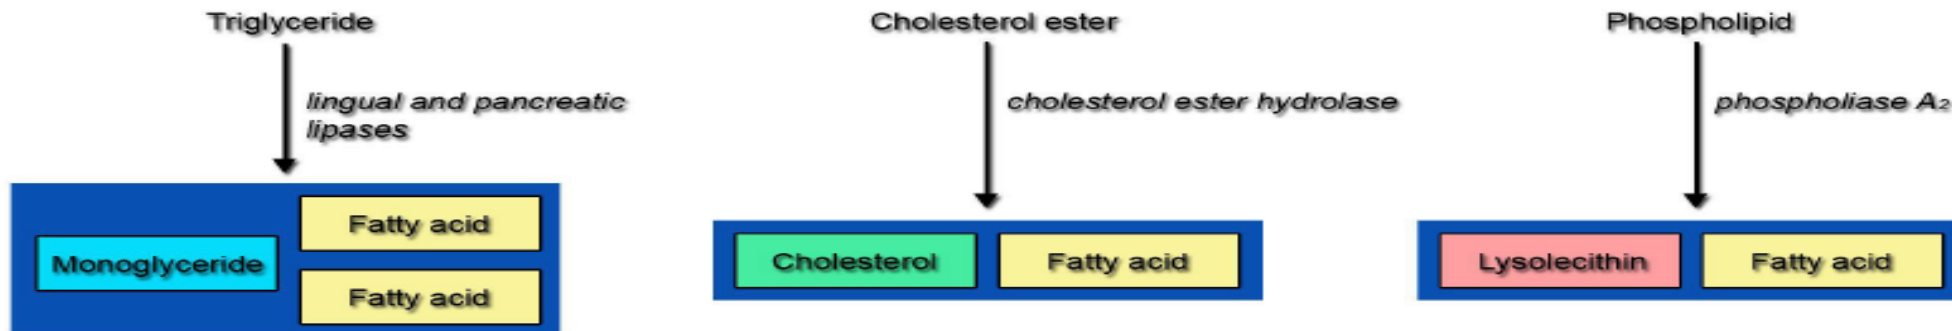 Triglyceride
lingual and pancreatic
lipases
Monoglyceride
Fatty acid
Fatty acid
Cholesterol ester
cholesterol ester hydrolase
Cholesterol
Fatty acid
Phospholipid
phospholiase A₂
Lysolecithin
Fatty acid